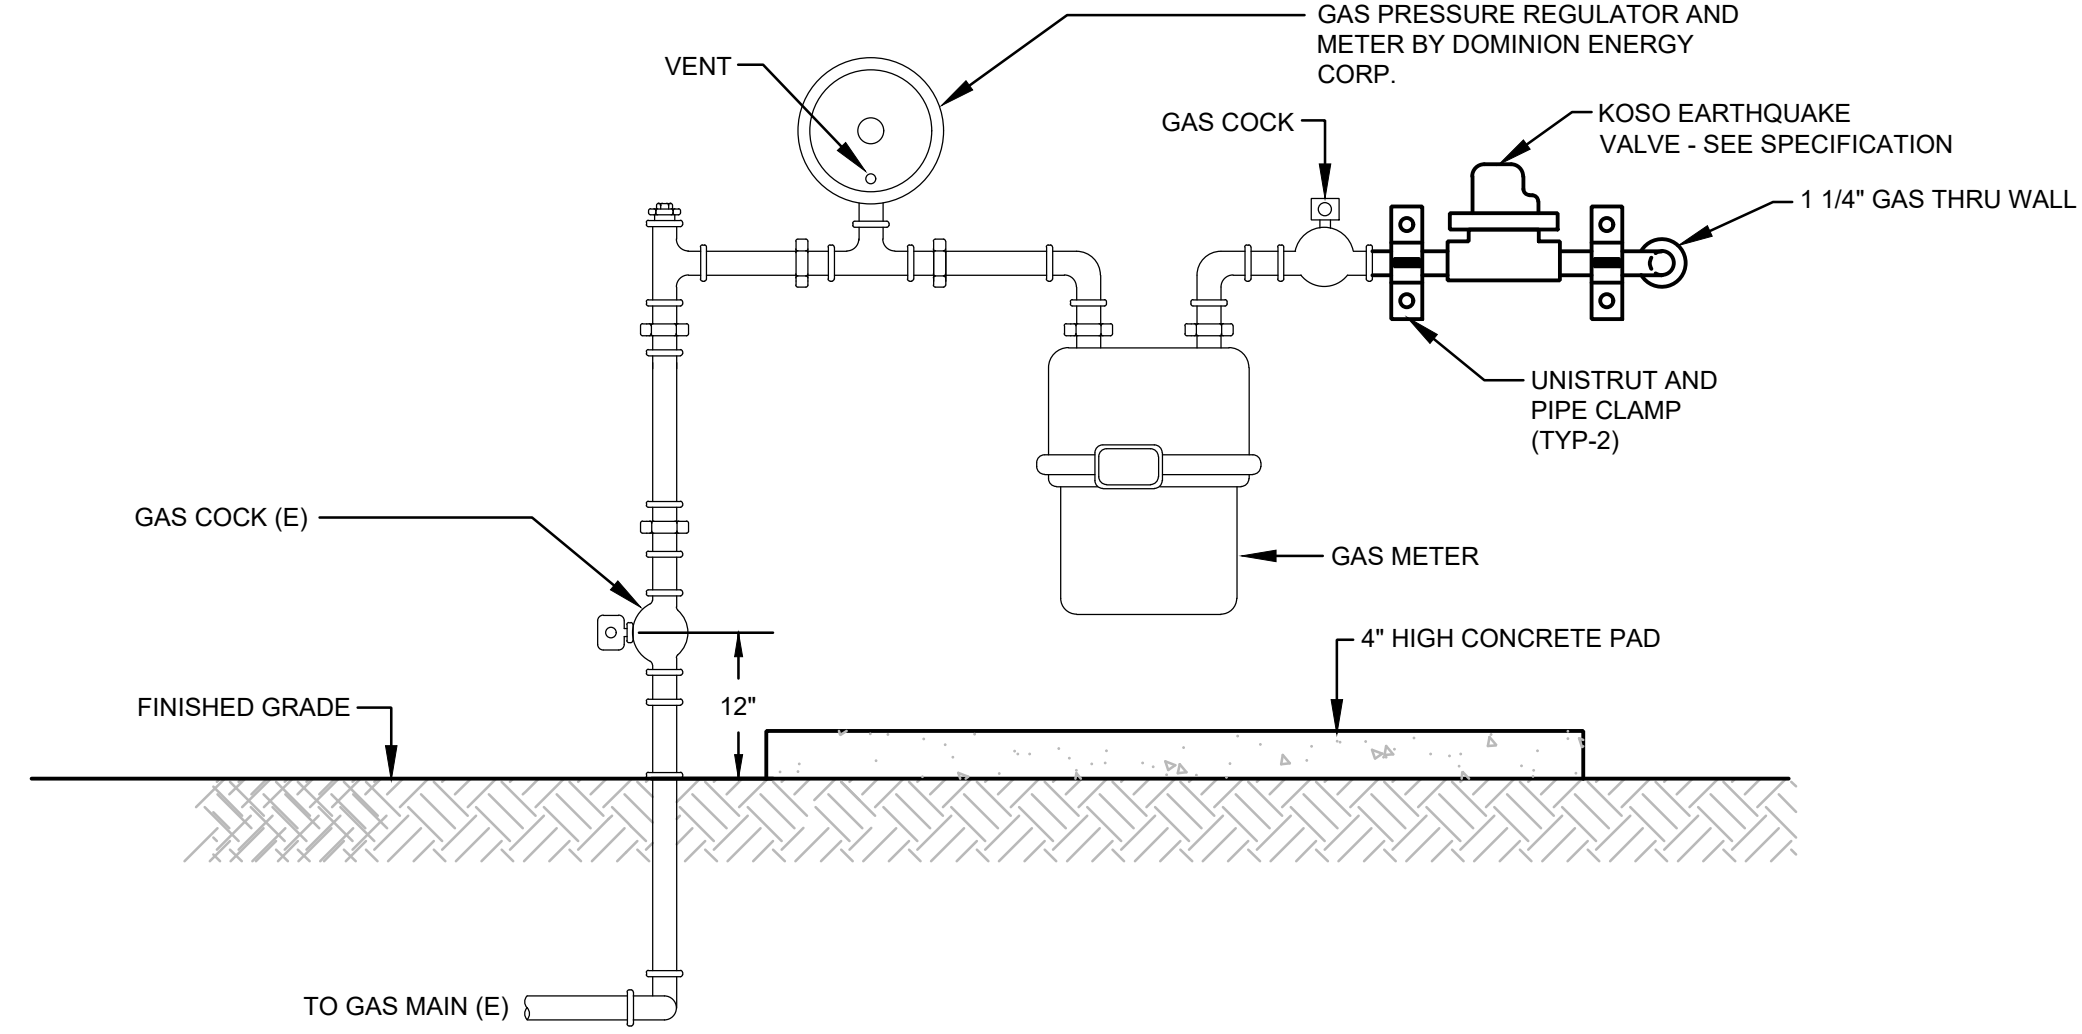 GAS PRESSURE REGULATOR AND
METER BY DOMINION ENERGY
CORP.
VENT
GAS COCK
KOSO EARTHQUAKE
VALVE - SEE SPECIFICATION
1 1/4" GAS THRU WALL
UNISTRUT AND
PIPE CLAMP
(TYP-2)
GAS COCK (E)
GAS METER
4" HIGH CONCRETE PAD
FINISHED GRADE
12"
TO GAS MAIN (E)